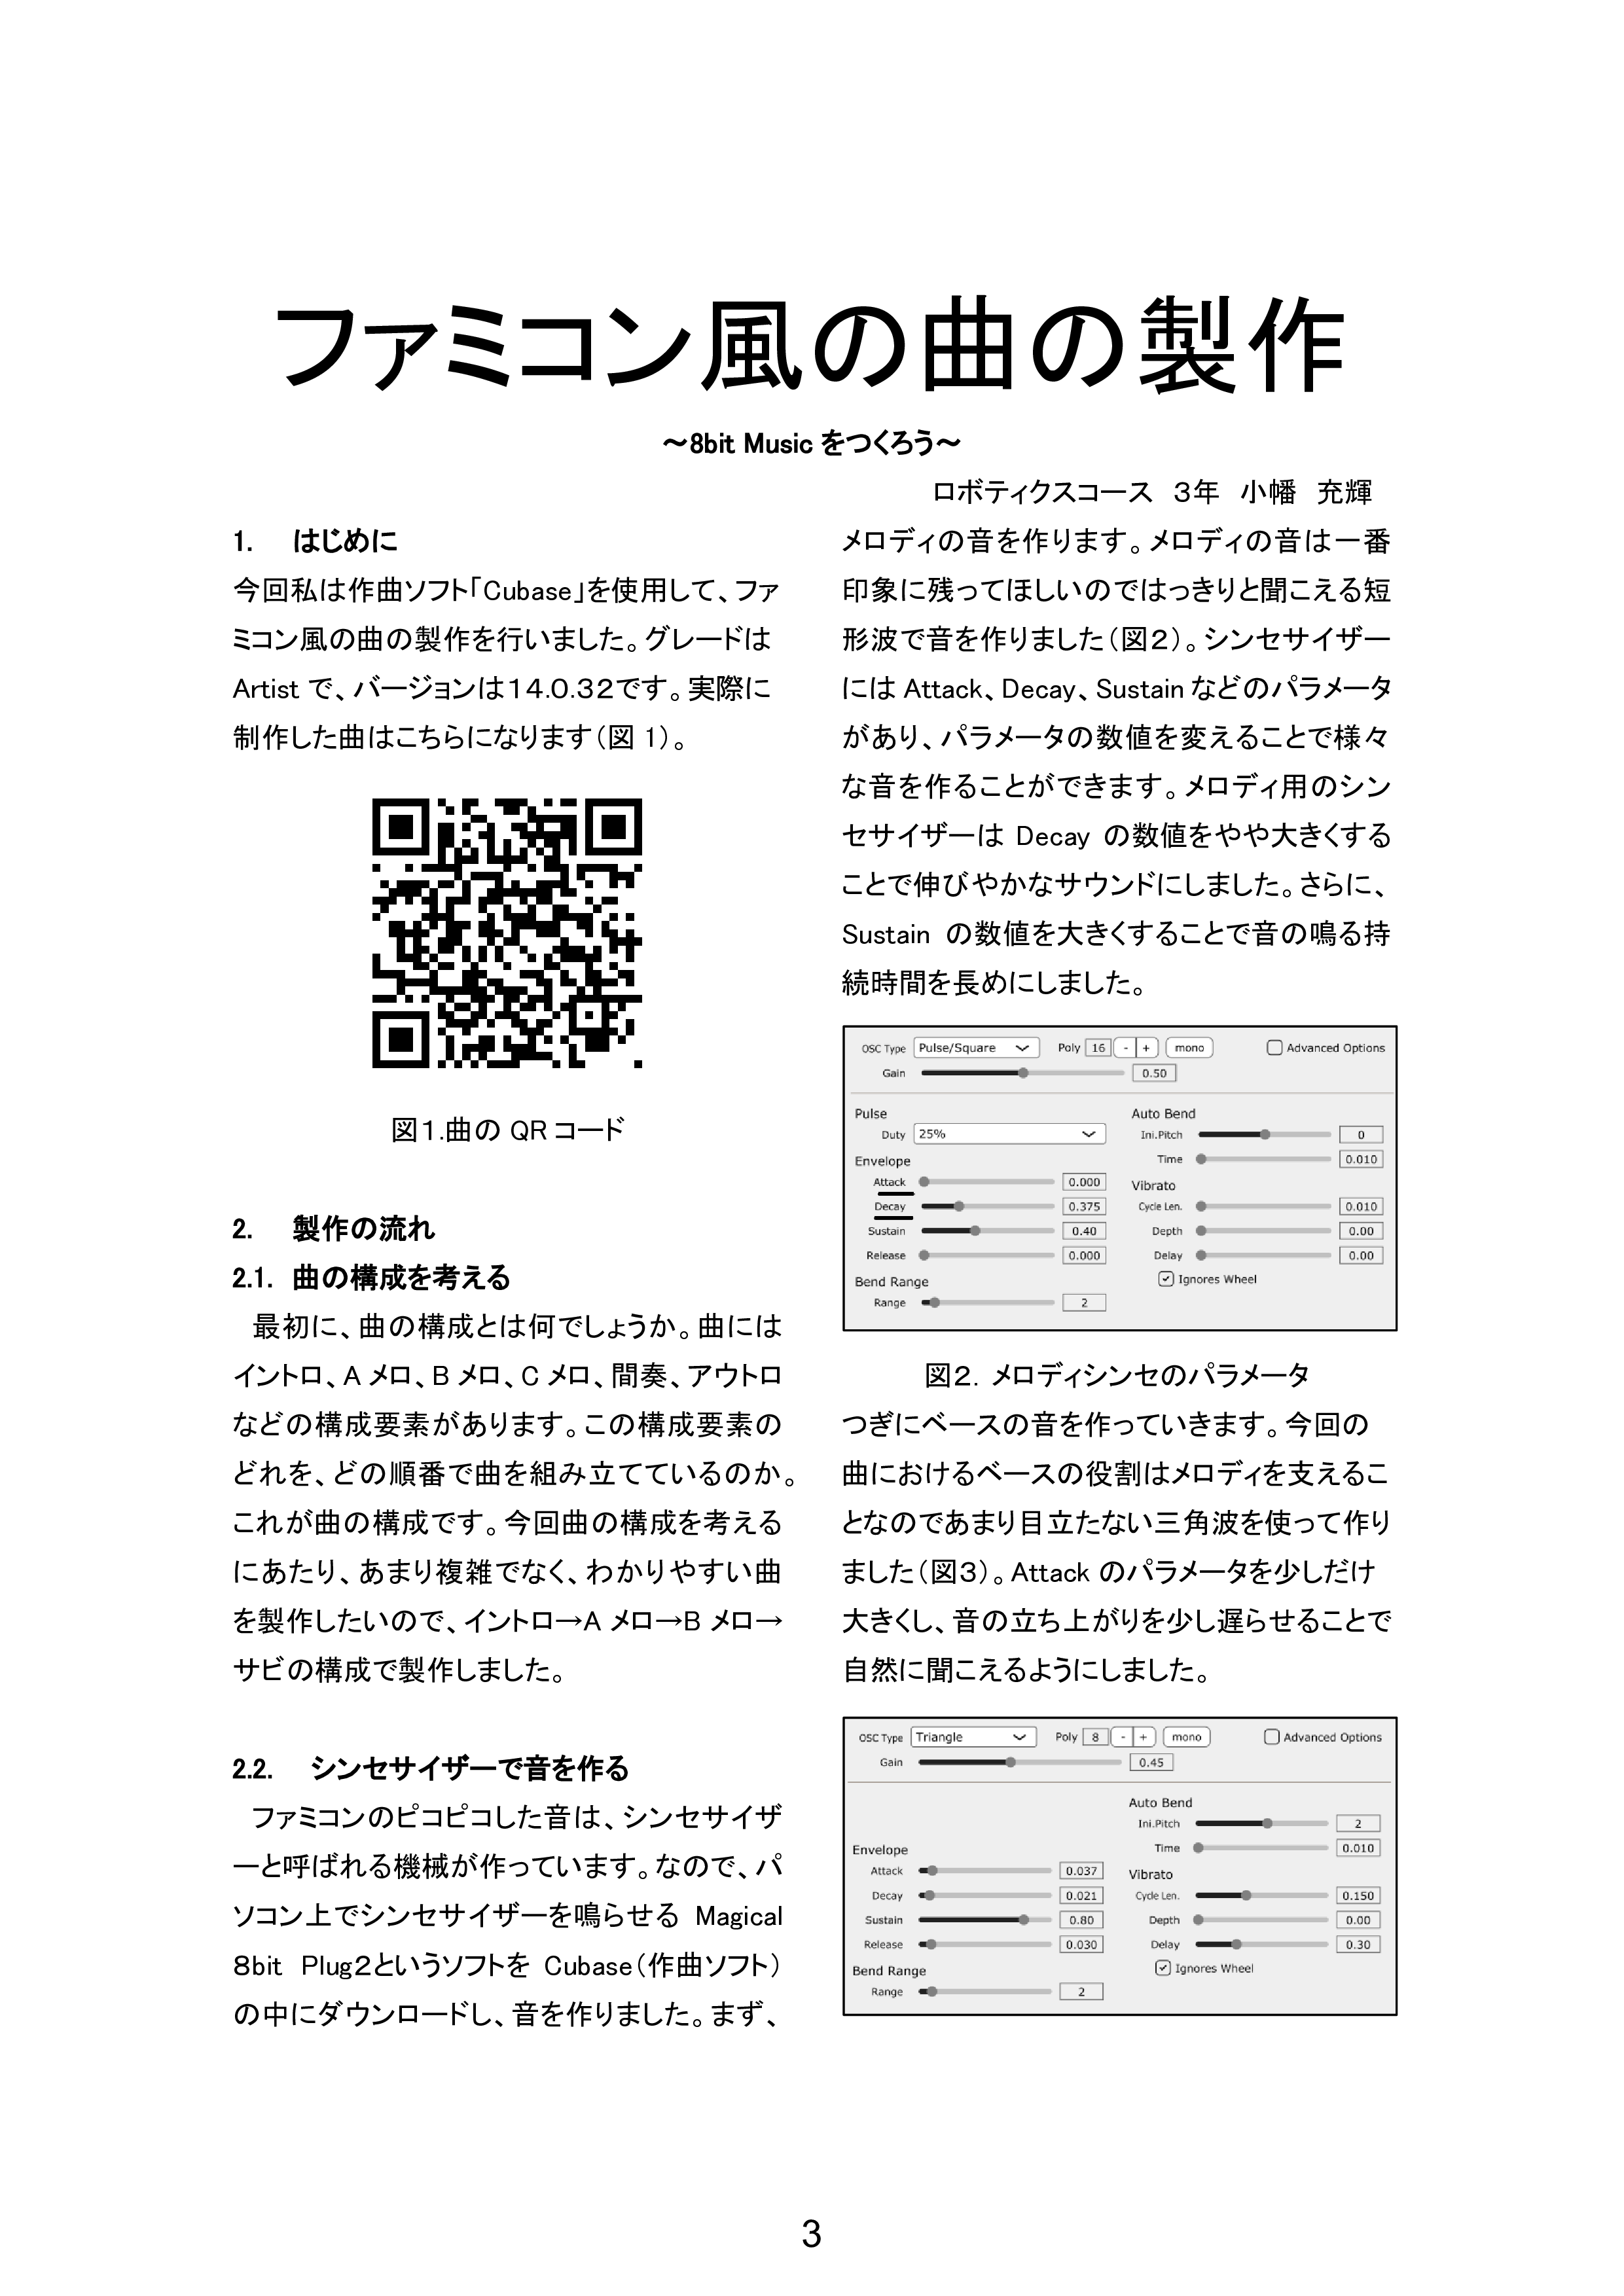 ファミコン風の曲の製作
～8bit Music をつくろう～
ロボティクスコース 3年 小幡 充輝
1. はじめに
今回私は作曲ソフト「Cubase」を使用して、ファ
ミコン風の曲の製作を行いました。グレードは
Artist で、バージョンは14.0.32です。実際に
制作した曲はこちらになります（図 1）。
図1.曲の QR コード
2. 製作の流れ
2.1. 曲の構成を考える
最初に、曲の構成とは何でしょうか。曲には
イントロ、A メロ、B メロ、C メロ、間奏、アウトロ
などの構成要素があります。この構成要素の
どれを、どの順番で曲を組み立てているのか。
これが曲の構成です。今回曲の構成を考える
にあたり、あまり複雑でなく、わかりやすい曲
を製作したいので、イントロ→A メロ→B メロ→
サビの構成で製作しました。
2.2. シンセサイザーで音を作る
ファミコンのピコピコした音は、シンセサイザ
ーと呼ばれる機械が作っています。なので、パ
ソコン上でシンセサイザーを鳴らせる Magical
8bit Plug2というソフトを Cubase（作曲ソフト）
の中にダウンロードし、音を作りました。まず、
メロディの音を作ります。メロディの音は一番
印象に残ってほしいのではっきりと聞こえる短
形波で音を作りました（図2）。シンセサイザー
には Attack、Decay、Sustain などのパラメータ
があり、パラメータの数値を変えることで様々
な音を作ることができます。メロディ用のシン
セサイザーは Decay の数値をやや大きくする
ことで伸びやかなサウンドにしました。さらに、
Sustain の数値を大きくすることで音の鳴る持
続時間を長めにしました。
OSC Type Pulse/Square Poly 16 - + mono Advanced Options
Gain 0.50
Pulse Auto Bend
Duty 25% Ini.Pitch 0
Time 0.010
Envelope
Attack 0.000 Vibrato
Decay 0.375 Cycle Len. 0.010
Sustain 0.40 Depth 0.00
Release 0.000 Delay 0.00
Bend Range Ignores Wheel
Range 2
図2. メロディシンセのパラメータ
つぎにベースの音を作っていきます。今回の
曲におけるベースの役割はメロディを支えるこ
となのであまり目立たない三角波を使って作り
ました（図3）。Attack のパラメータを少しだけ
大きくし、音の立ち上がりを少し遅らせることで
自然に聞こえるようにしました。
OSC Type Triangle Poly 8 - + mono Advanced Options
Gain 0.45
Auto Bend
Ini.Pitch 2
Envelope Time 0.010
Attack 0.037 Vibrato
Decay 0.021 Cycle Len. 0.150
Sustain 0.80 Depth 0.00
Release 0.030 Delay 0.30
Bend Range Ignores Wheel
Range 2
3